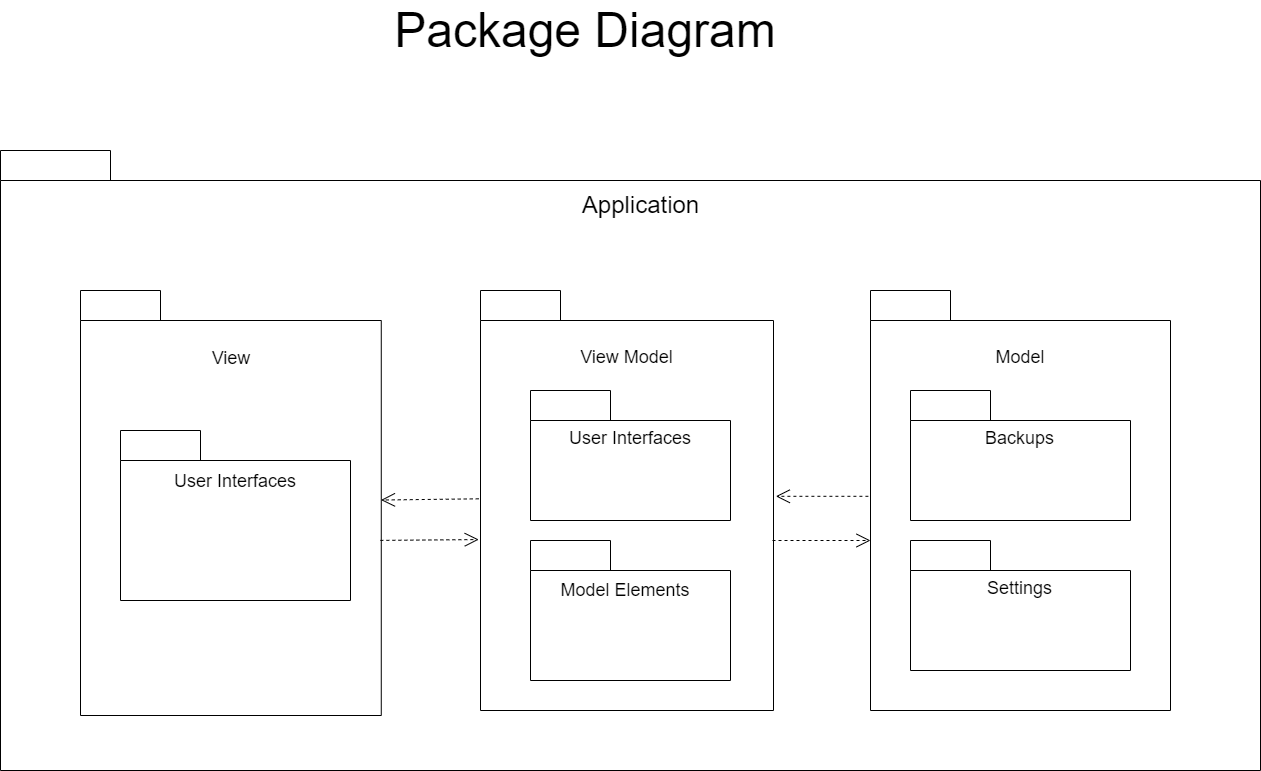 Package Diagram
Application
View
User Interfaces
View Model
User Interfaces
Model Elements
Model
Backups
Settings